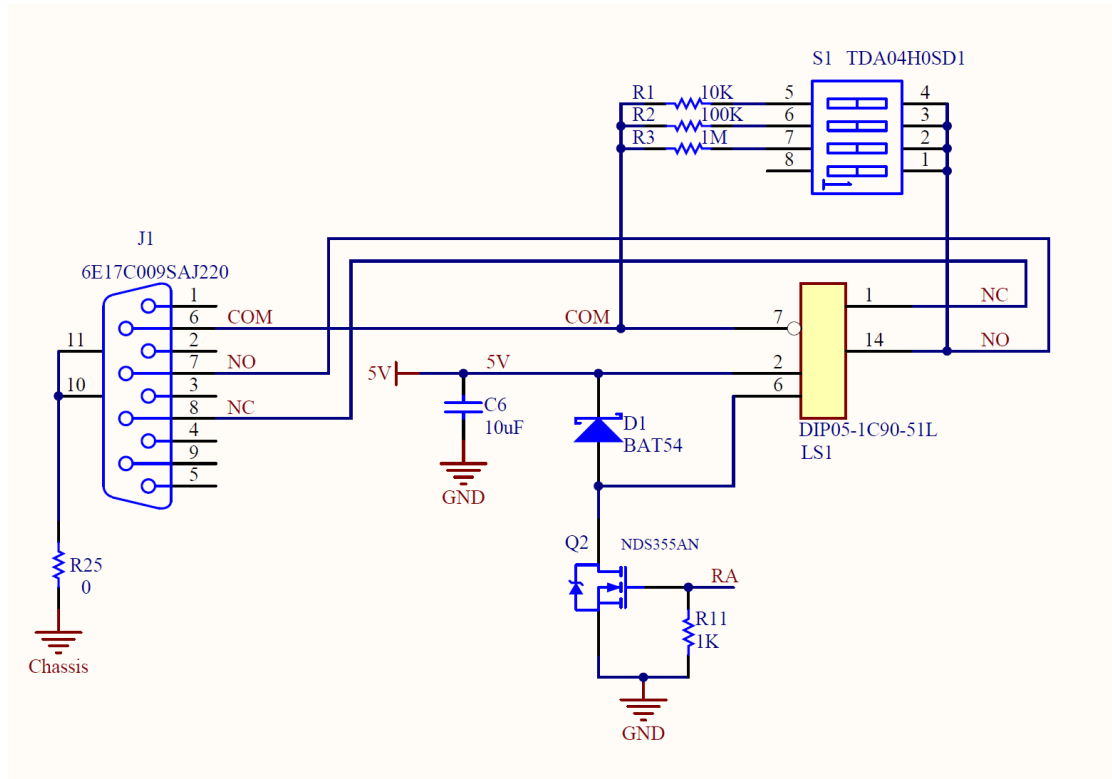 S1 TDA04H0SD1
R1 10K 5 4
R2 100K 6 3
R3 1M 7 2
8 1
J1
6E17C009SAJ220
1
6 COM COM 7
11 2
7 NO
10 3
8 NC
4
9
5
1 NC
14 NO
2
6
5V 5V
C6
10uF
GND
D1
BAT54
DIP05-1C90-51L
LS1
Q2 NDS355AN
RA
R11
1K
GND
R25
0
Chassis